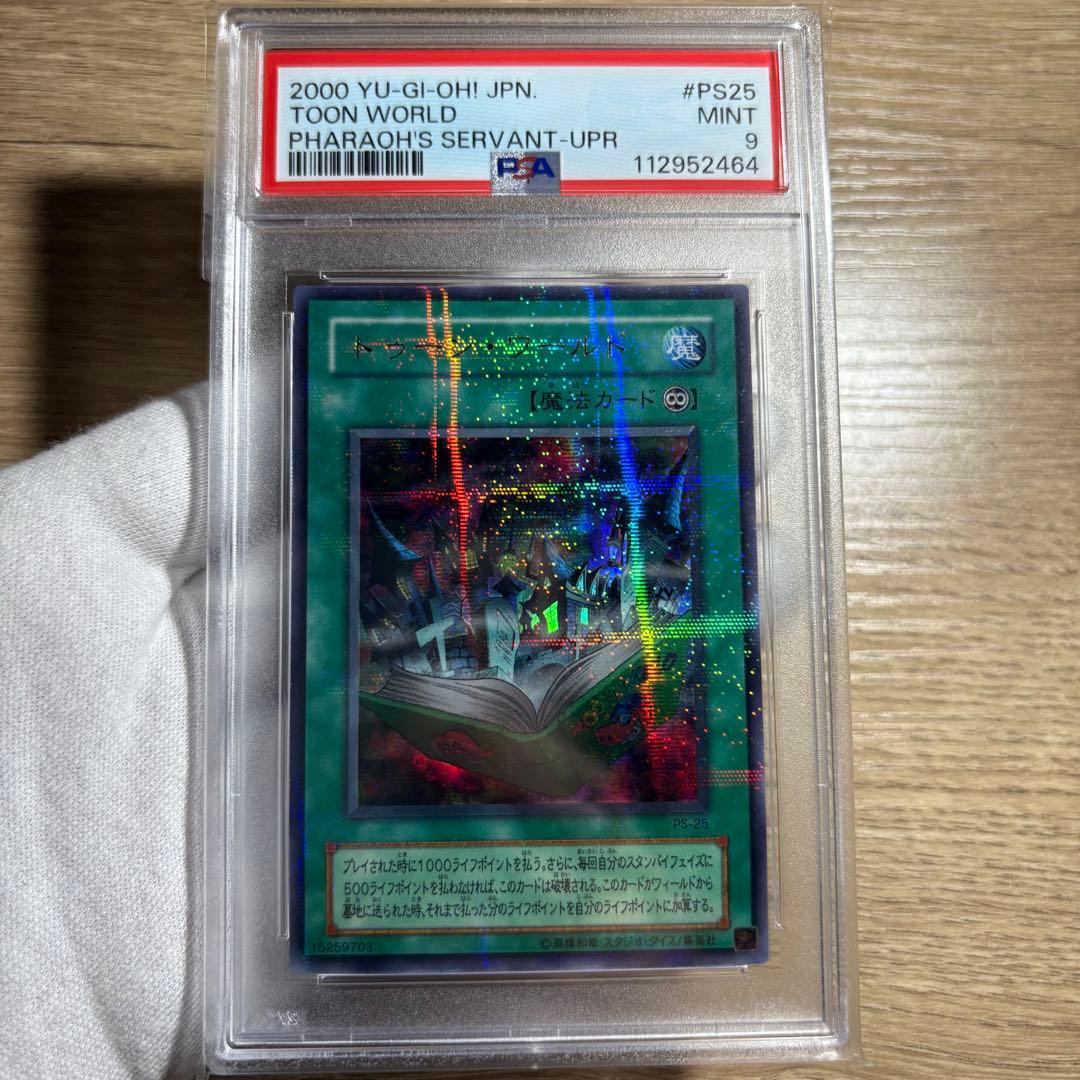 2000 YU-GI-OH! JPN. #PS25
TOON WORLD MINT
PHARAOH'S SERVANT-UPR 9
PSA 112952464
トゥーン・ワールド 魔
【魔法カード∞】
PS-25
プレイされた時に1000ライフポイントを払う。さらに、毎回自分のスタンバイフェイズに
500ライフポイントを払わなければ、このカードは破壊される。このカードがフィールドから
墓地に送られた時、それまで払った分のライフポイントを自分のライフポイントに加算する。
15259703 ©高橋和希 スタジオ・ダイス/集英社